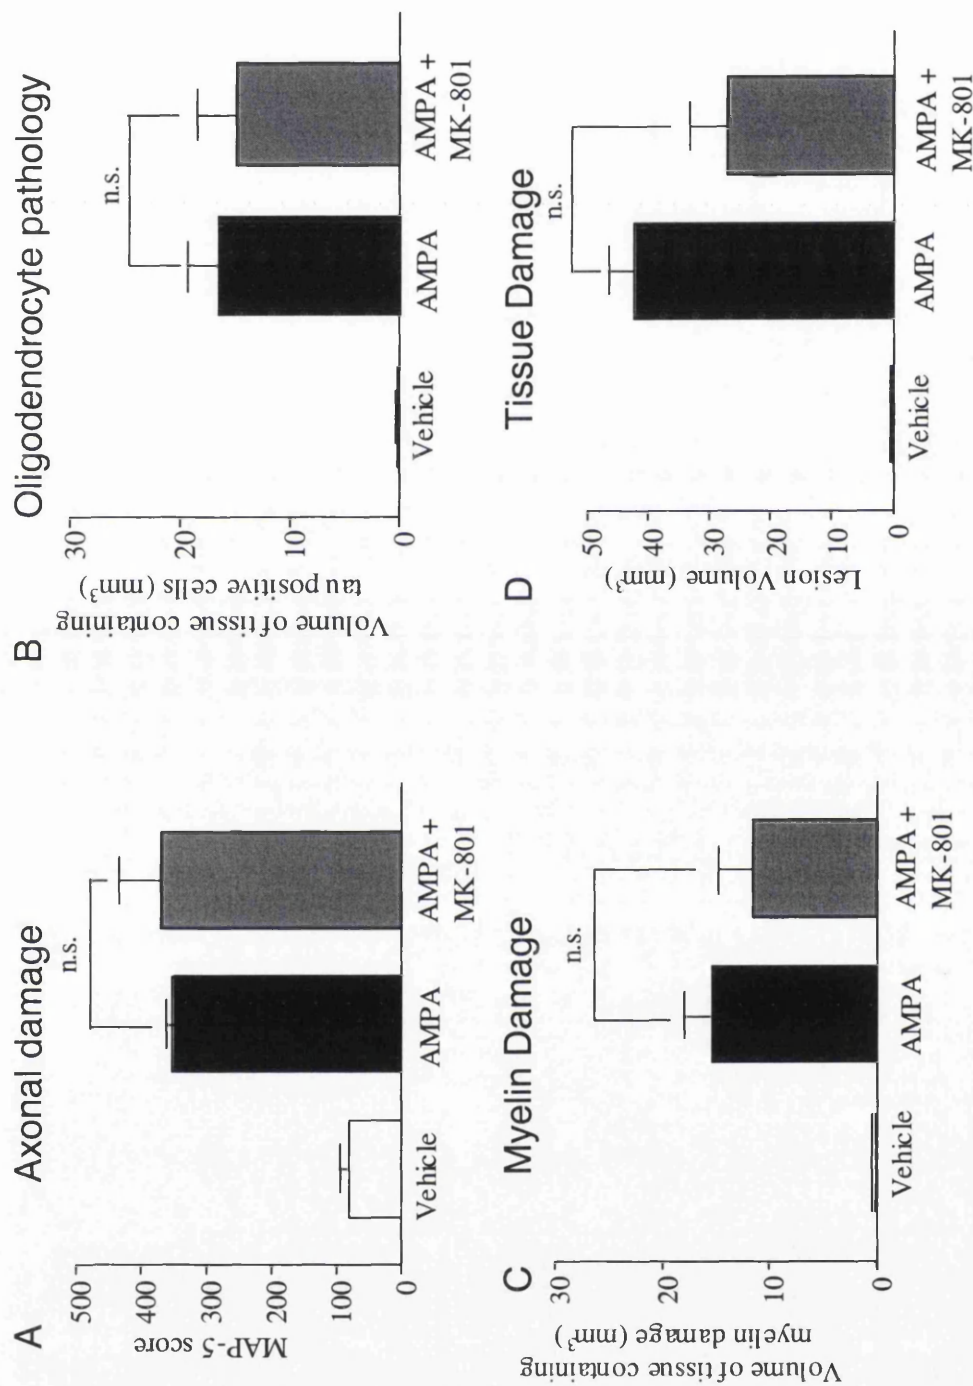 A
Axonal damage
MAP-5 score
500
400
300
200
100
0
n.s.
Vehicle
AMPA
AMPA +
MK-801
B
Oligodendrocyte pathology
Volume of tissue containing
tau positive cells (mm³)
30
20
10
0
n.s.
Vehicle
AMPA
AMPA +
MK-801
C
Myelin Damage
Volume of tissue containing
myelin damage (mm³)
30
20
10
0
n.s.
Vehicle
AMPA
AMPA +
MK-801
D
Tissue Damage
Lesion Volume (mm³)
50
40
30
20
10
0
n.s.
Vehicle
AMPA
AMPA +
MK-801